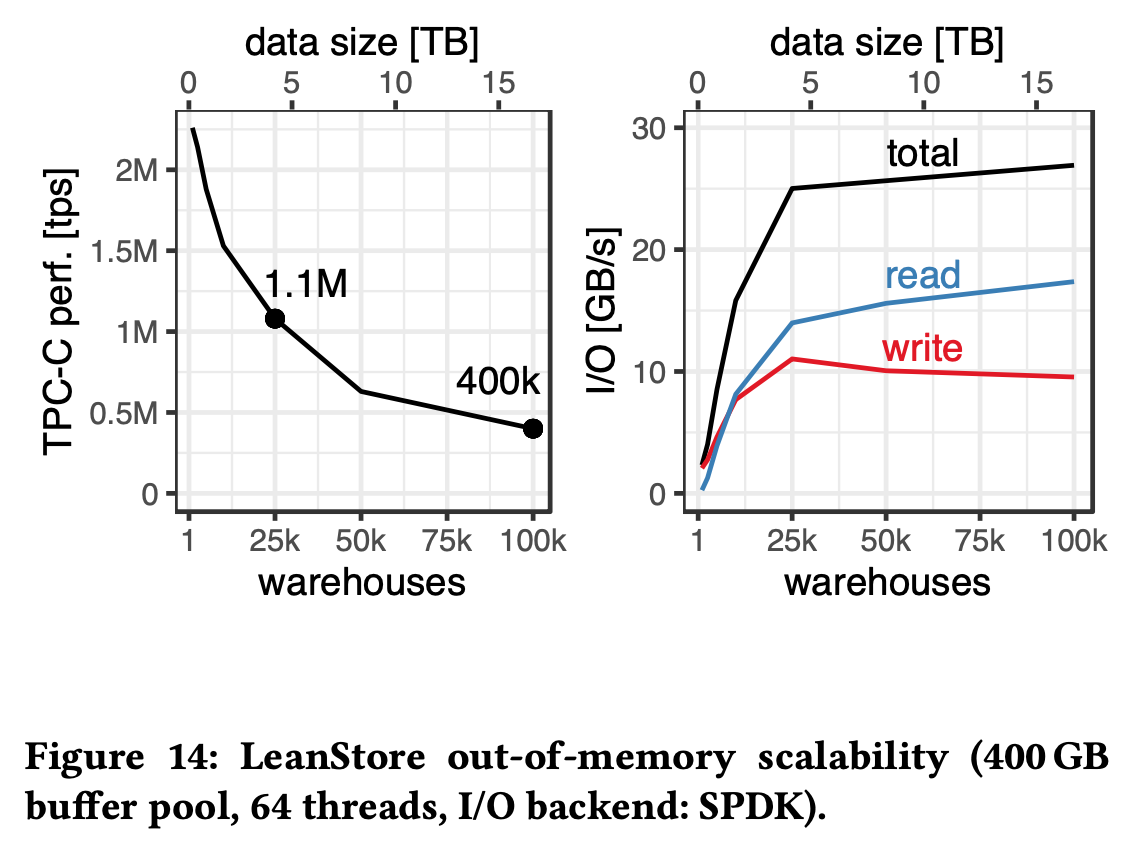 data size [TB]
0 5 10 15
TPC-C perf. [tps]
2M
1.5M
1M
0.5M
0
1.1M
400k
1 25k 50k 75k 100k
warehouses
data size [TB]
0 5 10 15
I/O [GB/s]
30
20
10
0
total
read
write
1 25k 50k 75k 100k
warehouses
Figure 14: LeanStore out-of-memory scalability (400 GB
buffer pool, 64 threads, I/O backend: SPDK).